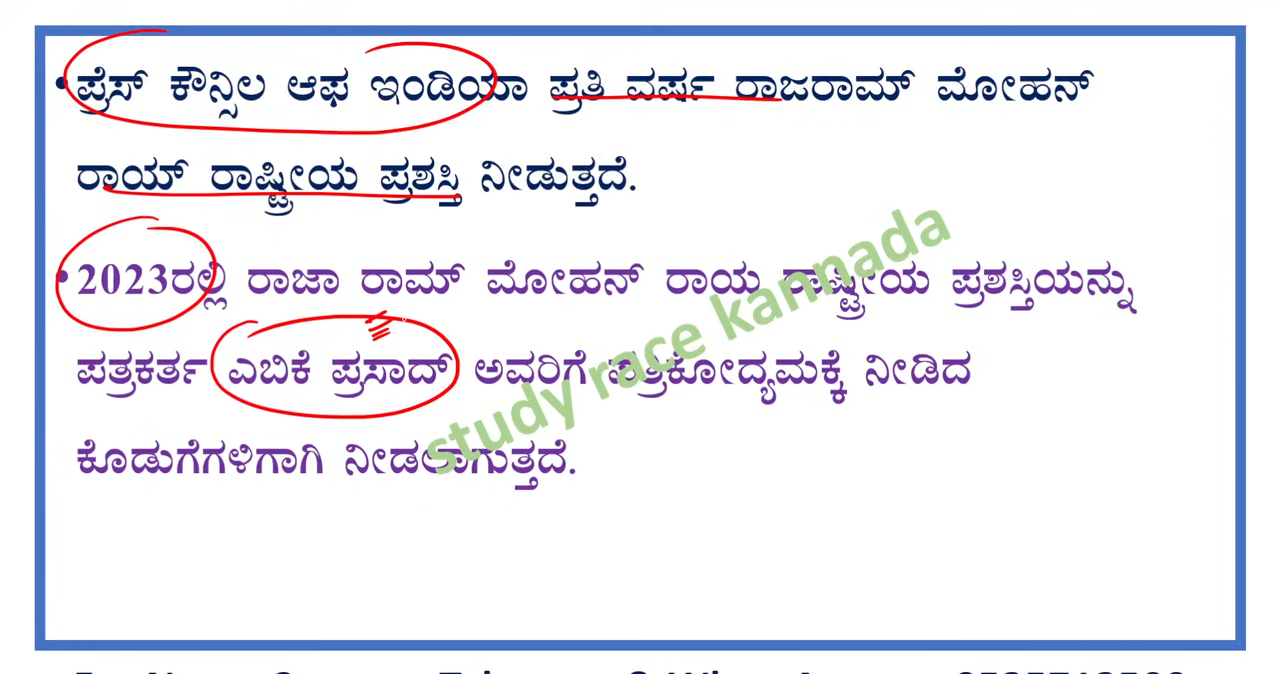 • ಪ್ರೆಸ್ ಕೌನ್ಸಿಲ ಆಫ ಇಂಡಿಯಾ ಪ್ರತಿ ವರ್ಷ ರಾಜರಾಮ್ ಮೋಹನ್
ರಾಯ್ ರಾಷ್ಟ್ರೀಯ ಪ್ರಶಸ್ತಿ ನೀಡುತ್ತದೆ.
• 2023ರಲ್ಲಿ ರಾಜಾ ರಾಮ್ ಮೋಹನ್ ರಾಯ ರಾಷ್ಟ್ರೀಯ ಪ್ರಶಸ್ತಿಯನ್ನು
ಪತ್ರಕರ್ತ ಎಬಿಕೆ ಪ್ರಸಾದ್ ಅವರಿಗೆ ಪತ್ರಿಕೋದ್ಯಮಕ್ಕೆ ನೀಡಿದ
ಕೊಡುಗೆಗಳಿಗಾಗಿ ನೀಡಲಾಗುತ್ತದೆ.
study race kannada